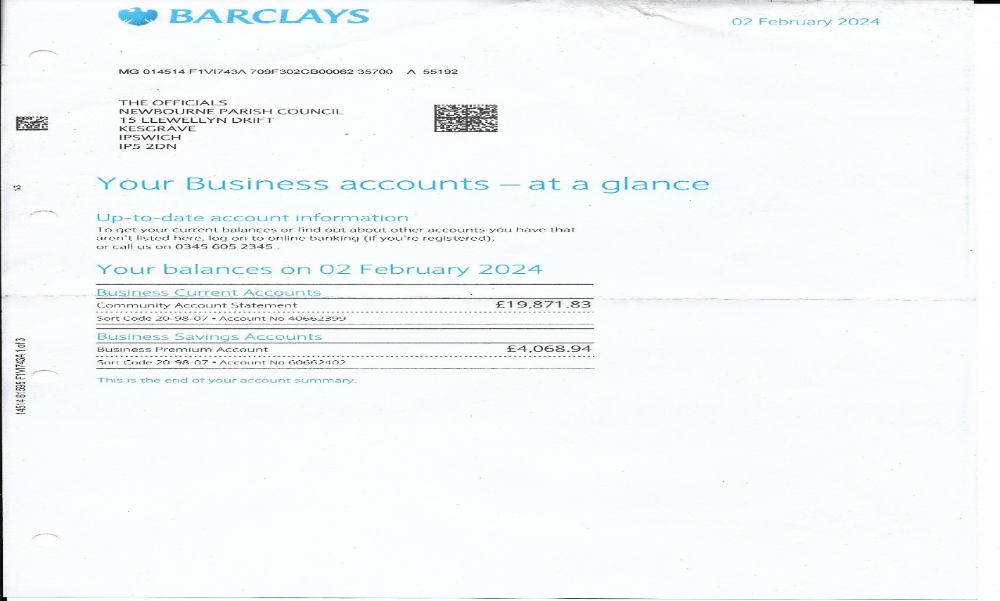 BARCLAYS
02 February 2024
MG 014514 F1VI743A 709F302CB00062 35700 A 55192
THE OFFICIALS
NEWBOURNE PARISH COUNCIL
15 LLEWELLYN DRIFT
KESGRAVE
IPSWICH
IP5 2DN
1/3
Your Business accounts – at a glance
Up-to-date account information
To get your current balances or find out about other accounts you have that
aren't listed here, log on to online banking (if you're registered),
or call us on 0345 605 2345 .
Your balances on 02 February 2024
Business Current Accounts
Community Account Statement £19,871.83
Sort Code 20-98-07 • Account No 40662399
Business Savings Accounts
Business Premium Account £4,068.94
Sort Code 20-98-07 • Account No 60662402
This is the end of your account summary.
14514 81595 F1VI743A 1 of 3